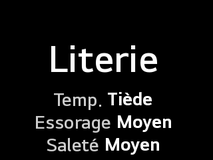 Literie
Temp. Tiède
Essorage Moyen
Saleté Moyen